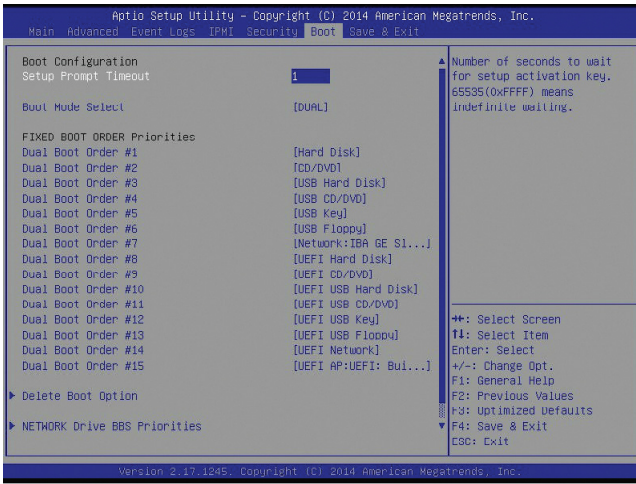 Aptio Setup Utility – Copyright (C) 2014 American Megatrends, Inc.
Main Advanced Event Logs IPMI Security Boot Save & Exit
Boot Configuration
Setup Prompt Timeout 1
Boot Mode Select [DUAL]
FIXED BOOT ORDER Priorities
Dual Boot Order #1 [Hard Disk]
Dual Boot Order #2 [CD/DVD]
Dual Boot Order #3 [USB Hard Disk]
Dual Boot Order #4 [USB CD/DVD]
Dual Boot Order #5 [USB Key]
Dual Boot Order #6 [USB Floppy]
Dual Boot Order #7 [Network:IBA GE Sl...]
Dual Boot Order #8 [UEFI Hard Disk]
Dual Boot Order #9 [UEFI CD/DVD]
Dual Boot Order #10 [UEFI USB Hard Disk]
Dual Boot Order #11 [UEFI USB CD/DVD]
Dual Boot Order #12 [UEFI USB Key]
Dual Boot Order #13 [UEFI USB Floppy]
Dual Boot Order #14 [UEFI Network]
Dual Boot Order #15 [UEFI AP:UEFI: Bui...]
Delete Boot Option
NETWORK Drive BBS Priorities
Number of seconds to wait
for setup activation key.
65535(0xFFFF) means
indefinite waiting.
→←: Select Screen
↑↓: Select Item
Enter: Select
+/-: Change Opt.
F1: General Help
F2: Previous Values
F3: Optimized Defaults
F4: Save & Exit
ESC: Exit
Version 2.17.1245. Copyright (C) 2014 American Megatrends, Inc.